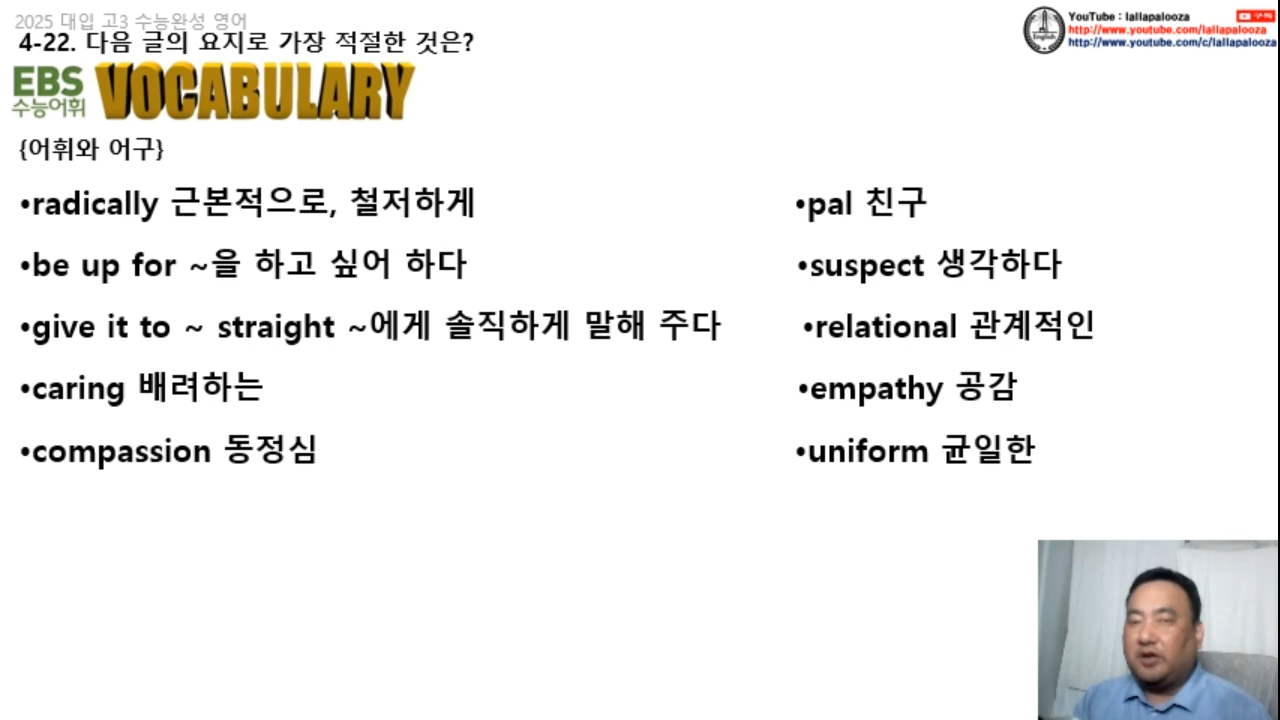 2025 대입 고3 수능완성 영어
4-22. 다음 글의 요지로 가장 적절한 것은?
YouTube : lallapalooza
http://www.youtube.com/lallapalooza
http://www.youtube.com/c/lallapalooza
EBS VOCABULARY
수능어휘
{어휘와 어구}
•radically 근본적으로, 철저하게
•pal 친구
•be up for ~을 하고 싶어 하다
•suspect 생각하다
•give it to ~ straight ~에게 솔직하게 말해 주다
•relational 관계적인
•caring 배려하는
•empathy 공감
•compassion 동정심
•uniform 균일한